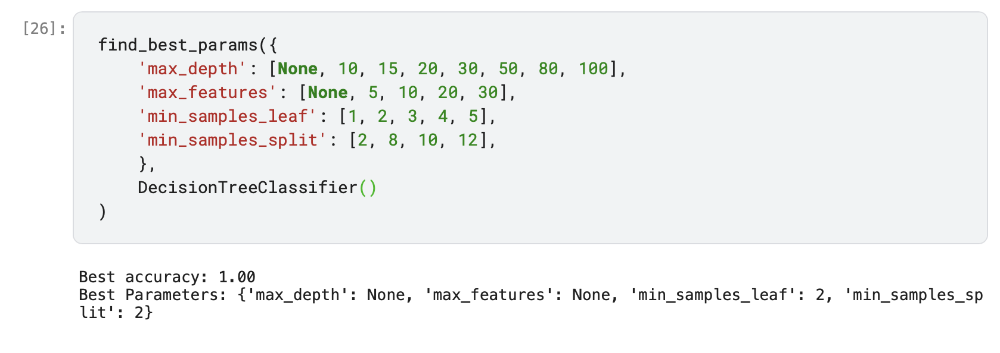 [26]:
find_best_params({
    'max_depth': [None, 10, 15, 20, 30, 50, 80, 100],
    'max_features': [None, 5, 10, 20, 30],
    'min_samples_leaf': [1, 2, 3, 4, 5],
    'min_samples_split': [2, 8, 10, 12],
    },
    DecisionTreeClassifier()
)
Best accuracy: 1.00
Best Parameters: {'max_depth': None, 'max_features': None, 'min_samples_leaf': 2, 'min_samples_sp
lit': 2}